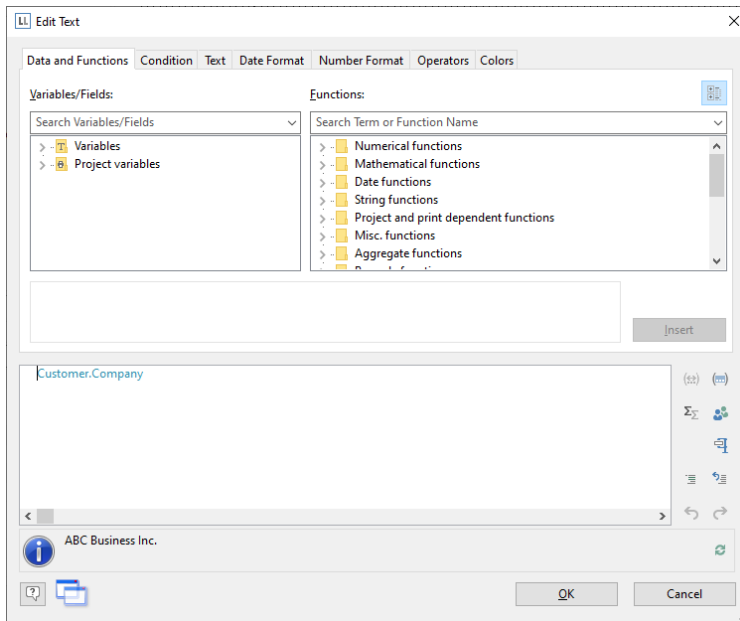 LL Edit Text
Data and Functions Condition Text Date Format Number Format Operators Colors
Variables/Fields: Functions:
Search Variables/Fields Search Term or Function Name
Variables Numerical functions
Project variables Mathematical functions
Date functions
String functions
Project and print dependent functions
Misc. functions
Aggregate functions
Insert
Customer.Company
ABC Business Inc.
OK Cancel